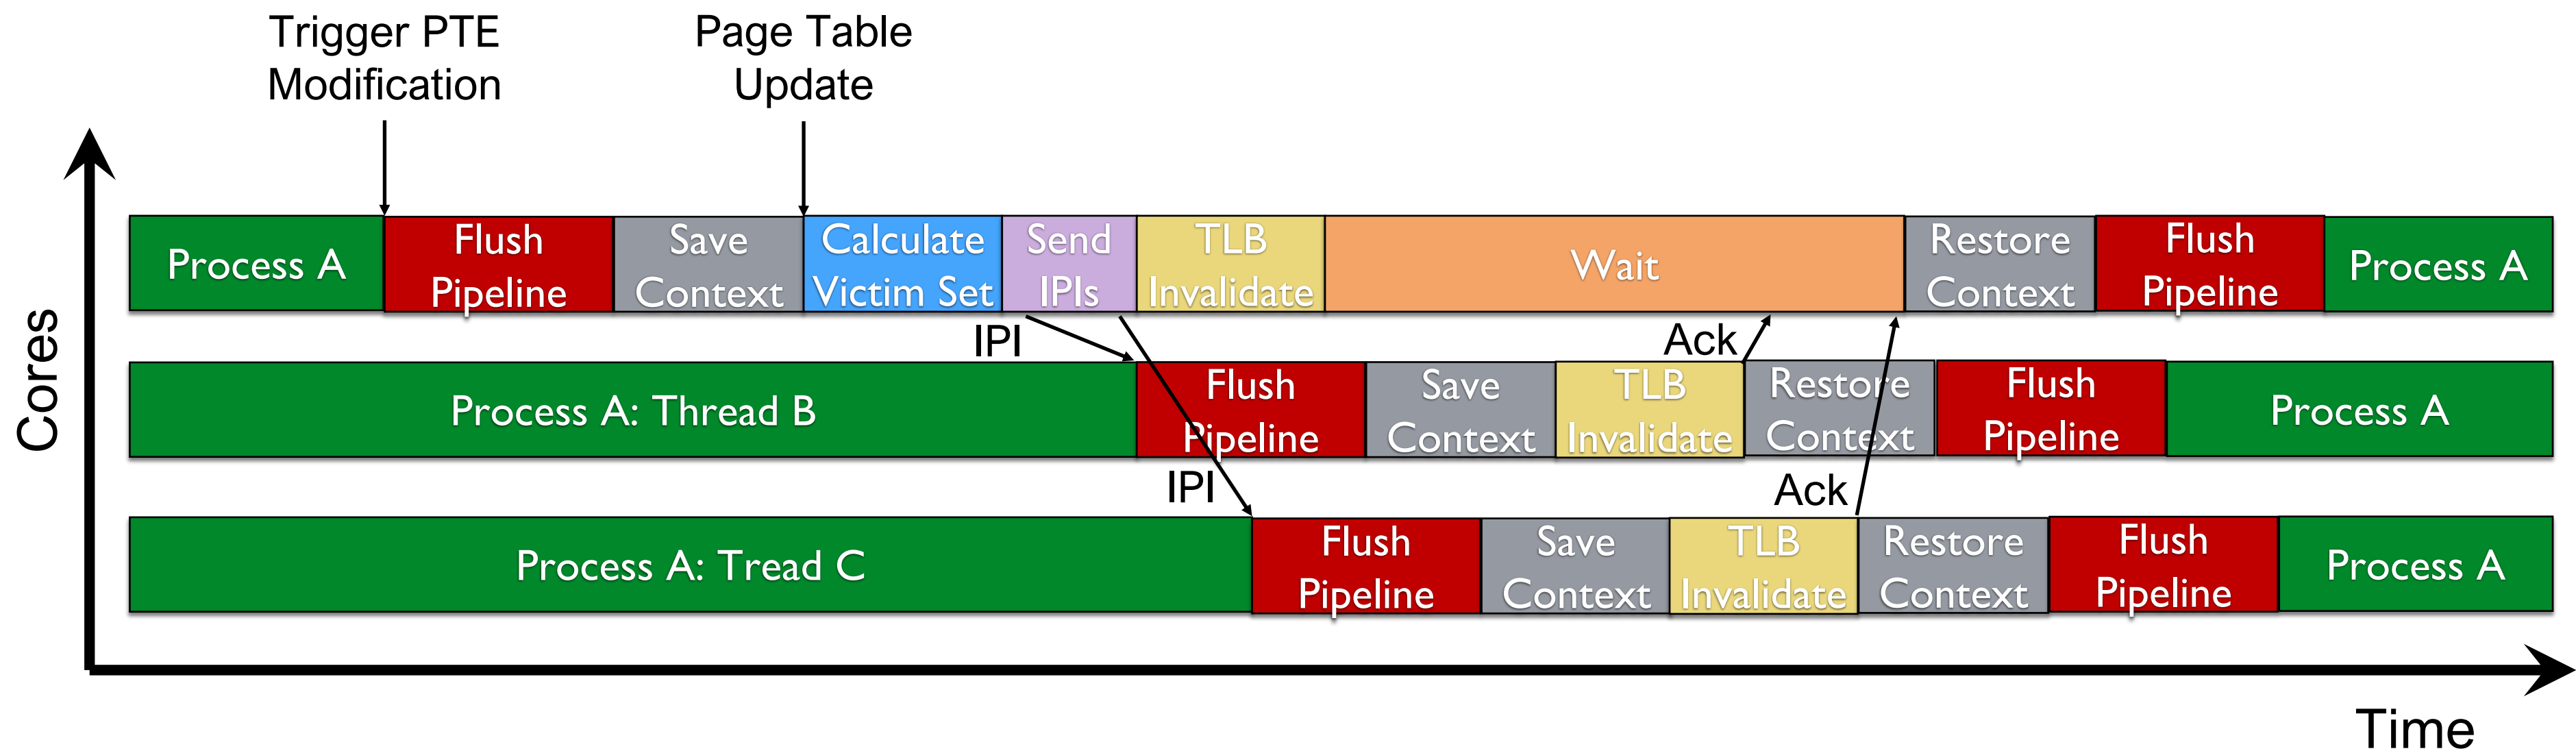 Trigger PTE
Modification
Page Table
Update
Cores
Process A
Flush
Pipeline
Save
Context
Calculate
Victim Set
Send
IPIs
TLB
Invalidate
Wait
Restore
Context
Flush
Pipeline
Process A
IPI
Ack
Process A: Thread B
Flush
Pipeline
Save
Context
TLB
Invalidate
Restore
Context
Flush
Pipeline
Process A
IPI
Ack
Process A: Tread C
Flush
Pipeline
Save
Context
TLB
Invalidate
Restore
Context
Flush
Pipeline
Process A
Time